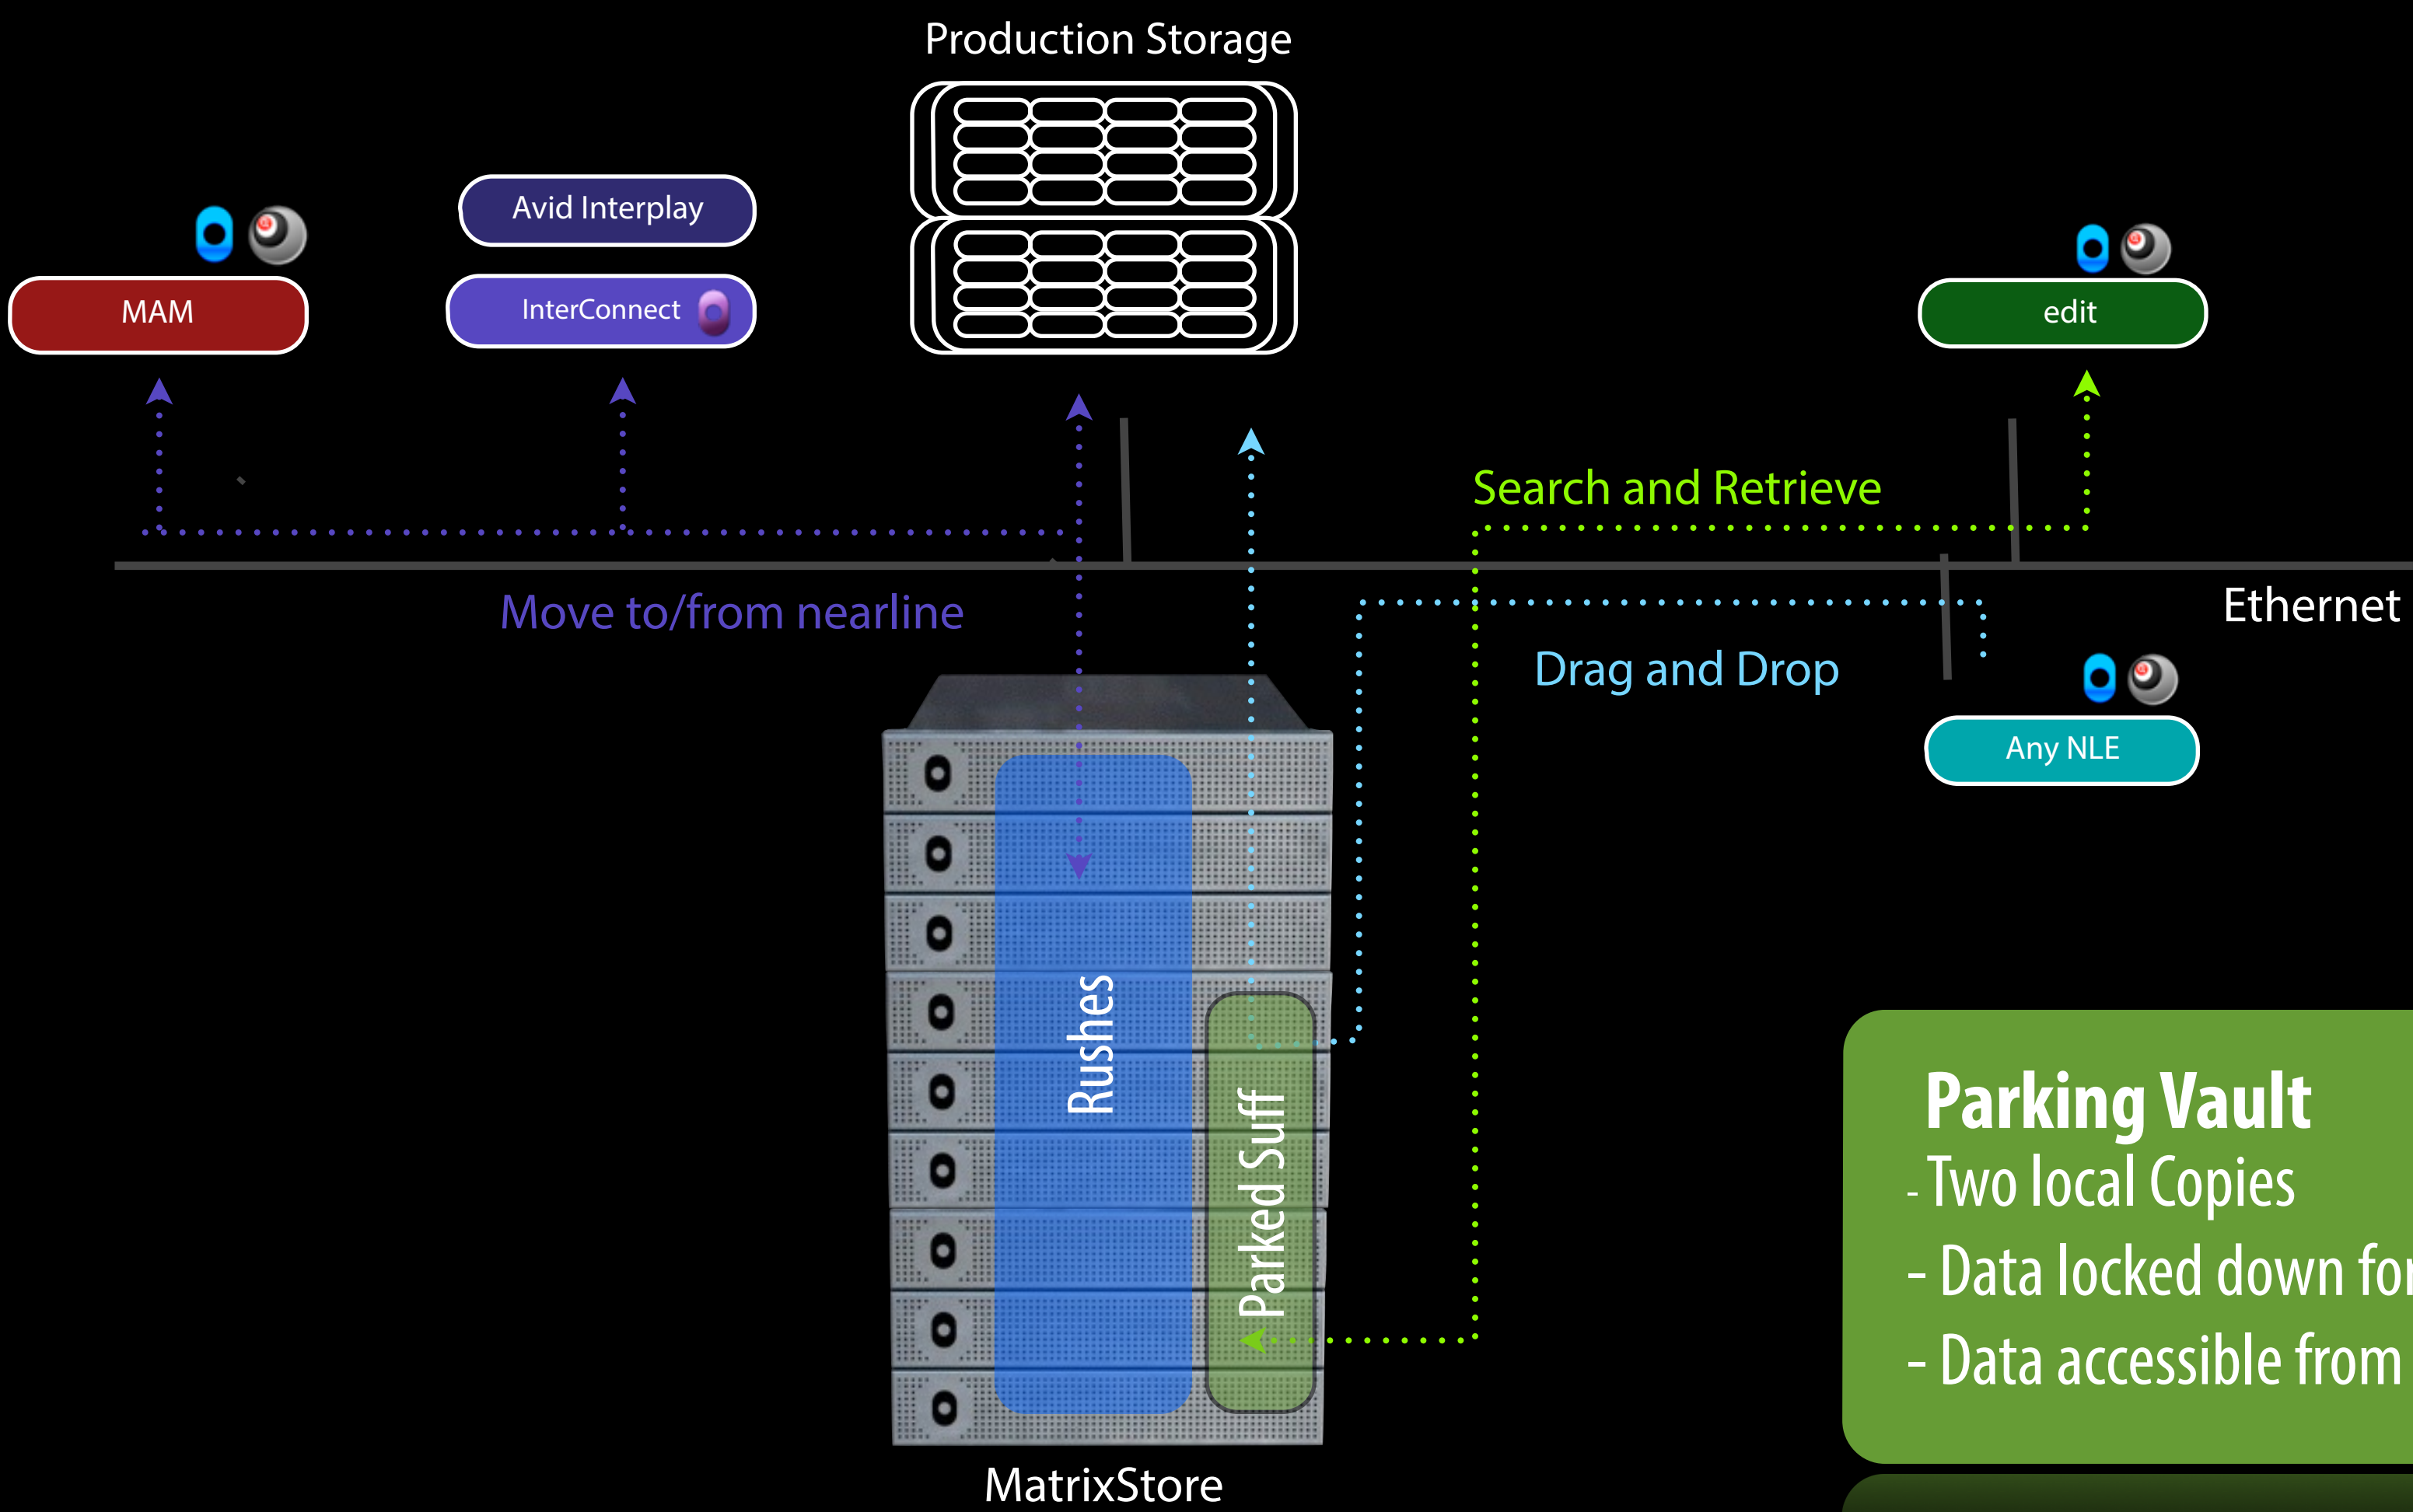 Production Storage
Avid Interplay
MAM
InterConnect
edit
Search and Retrieve
Move to/from nearline
Ethernet
Drag and Drop
Any NLE
Rushes
Parked Suff
Parking Vault
- Two local Copies
- Data locked down for
- Data accessible from
MatrixStore